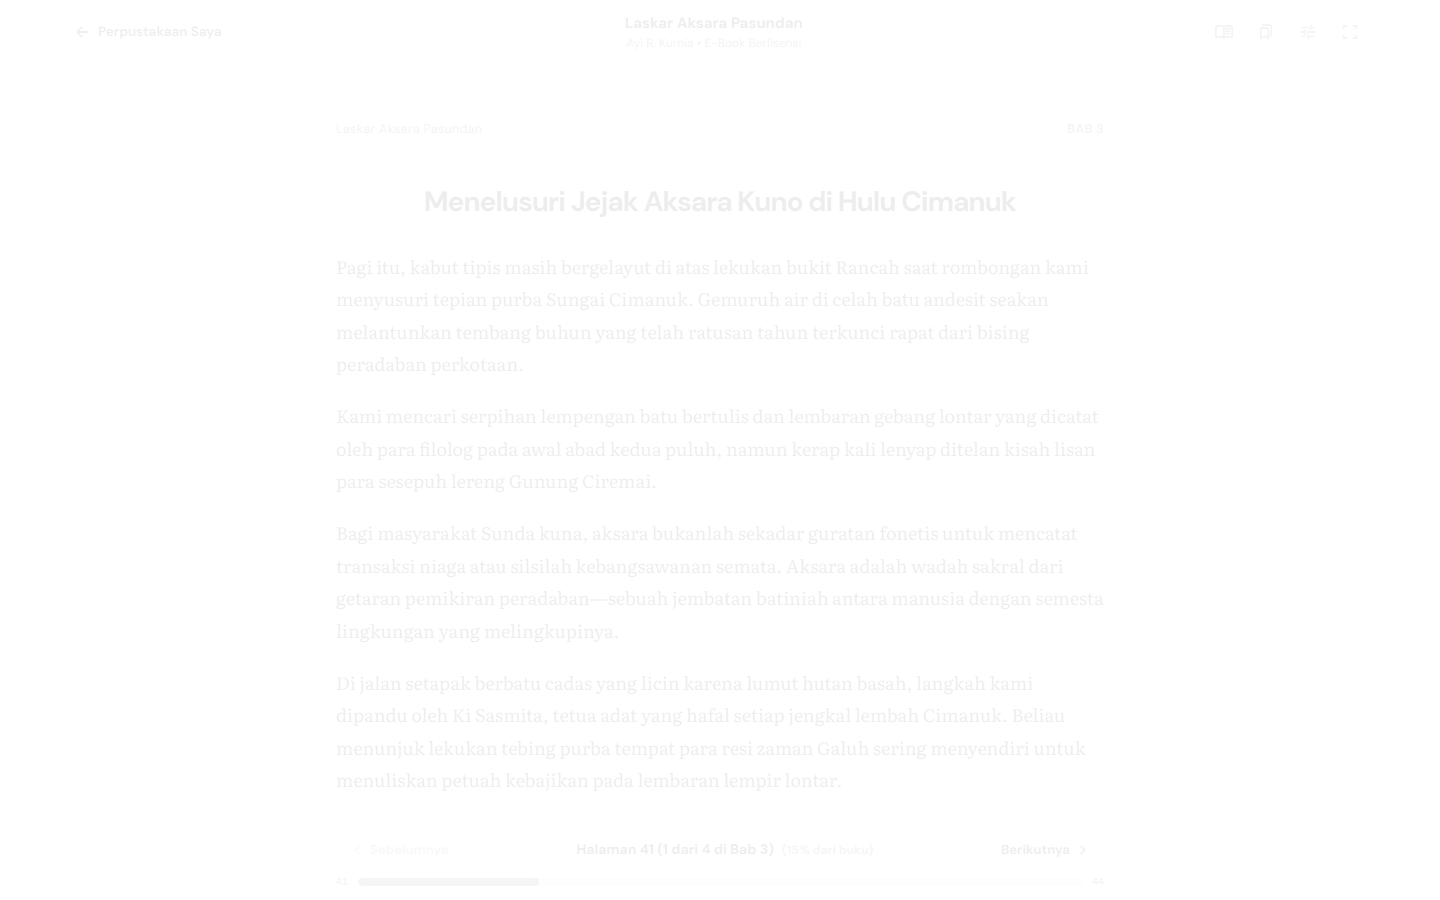 Perpustakaan Saya
Laskar Aksara Pasundan
Ayi R. Kurnia • E-Book Berlisensi
Laskar Aksara Pasundan
BAB 3
Menelusuri Jejak Aksara Kuno di Hulu Cimanuk
Pagi itu, kabut tipis masih bergelayut di atas lekukan bukit Rancah saat rombongan kami
menyusuri tepian purba Sungai Cimanuk. Gemuruh air di celah batu andesit seakan
melantunkan tembang buhun yang telah ratusan tahun terkunci rapat dari bising
peradaban perkotaan.
Kami mencari serpihan lempengan batu bertulis dan lembaran gebang lontar yang dicatat
oleh para filolog pada awal abad kedua puluh, namun kerap kali lenyap ditelan kisah lisan
para sesepuh lereng Gunung Ciremai.
Bagi masyarakat Sunda kuna, aksara bukanlah sekadar guratan fonetis untuk mencatat
transaksi niaga atau silsilah kebangsawanan semata. Aksara adalah wadah sakral dari
getaran pemikiran peradaban—sebuah jembatan batiniah antara manusia dengan semesta
lingkungan yang melingkupinya.
Di jalan setapak berbatu cadas yang licin karena lumut hutan basah, langkah kami
dipandu oleh Ki Sasmita, tetua adat yang hafal setiap jengkal lembah Cimanuk. Beliau
menunjuk lekukan tebing purba tempat para resi zaman Galuh sering menyendiri untuk
menuliskan petuah kebajikan pada lembaran lempir lontar.
Sebelumnya
Halaman 41 (1 dari 4 di Bab 3) (15% dari buku)
Berikutnya
41
44